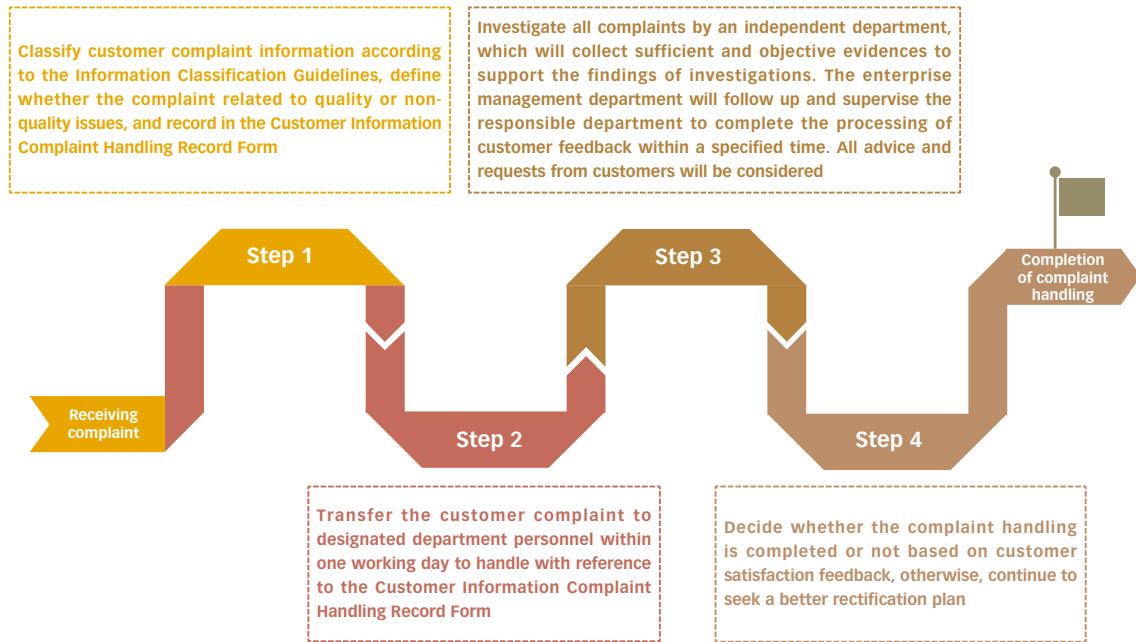 Classify customer complaint information according
to the Information Classification Guidelines, define
whether the complaint related to quality or non-
quality issues, and record in the Customer Information
Complaint Handling Record Form
Investigate all complaints by an independent department,
which will collect sufficient and objective evidences to
support the findings of investigations. The enterprise
management department will follow up and supervise the
responsible department to complete the processing of
customer feedback within a specified time. All advice and
requests from customers will be considered
Step 1
Step 3
Completion
of complaint
handling
Receiving
complaint
Step 2
Step 4
Transfer the customer complaint to
designated department personnel within
one working day to handle with reference
to the Customer Information Complaint
Handling Record Form
Decide whether the complaint handling
is completed or not based on customer
satisfaction feedback, otherwise, continue to
seek a better rectification plan